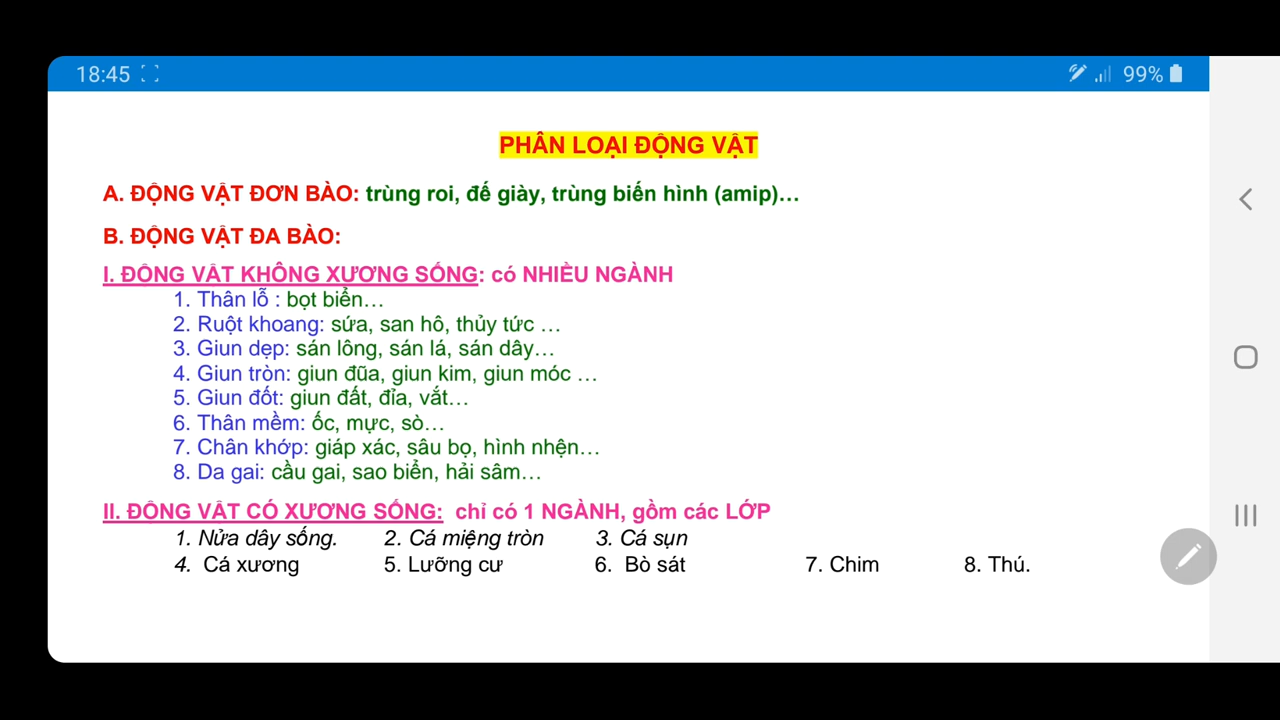 18:45
99%
PHÂN LOẠI ĐỘNG VẬT
A. ĐỘNG VẬT ĐƠN BÀO: trùng roi, đế giày, trùng biến hình (amip)...
B. ĐỘNG VẬT ĐA BÀO:
I. ĐỘNG VẬT KHÔNG XƯƠNG SỐNG: có NHIỀU NGÀNH
1. Thân lỗ : bọt biển...
2. Ruột khoang: sứa, san hô, thủy tức ...
3. Giun dẹp: sán lông, sán lá, sán dây...
4. Giun tròn: giun đũa, giun kim, giun móc ...
5. Giun đốt: giun đất, đỉa, vắt...
6. Thân mềm: ốc, mực, sò...
7. Chân khớp: giáp xác, sâu bọ, hình nhện...
8. Da gai: cầu gai, sao biển, hải sâm...
II. ĐỘNG VẬT CÓ XƯƠNG SỐNG: chỉ có 1 NGÀNH, gồm các LỚP
1. Nửa dây sống. 2. Cá miệng tròn 3. Cá sụn
4. Cá xương 5. Lưỡng cư 6. Bò sát 7. Chim 8. Thú.